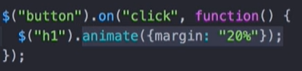 $("button").on("click", function() {
  $("h1").animate({margin: "20%"});
});